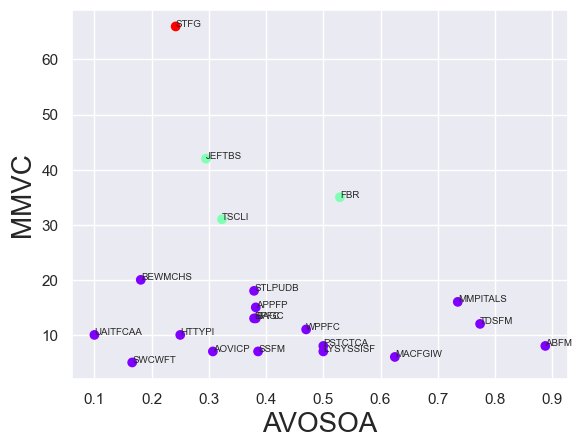 STFG
60
MMVC
50
40
JEFTBS
FBR
30
TSCLI
20
BEWMCHS
STLPUDB
APPFP
MMPITALS
TDSFM
10
UAITFCAA
HTTYPI
WPPFC
PSTCTCA
ABFM
SWCWFT
AOVICP
SSFM
MACFGIW
0.1 0.2 0.3 0.4 0.5 0.6 0.7 0.8 0.9
AVOSOA